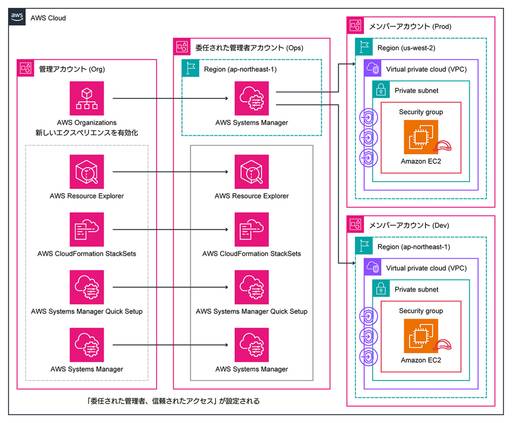 aws
AWS Cloud
管理アカウント (Org)
AWS Organizations
新しいエクスペリエンスを有効化
AWS Resource Explorer
AWS CloudFormation StackSets
AWS Systems Manager Quick Setup
AWS Systems Manager
委任された管理者アカウント (Ops)
Region (ap-northeast-1)
AWS Systems Manager
AWS Resource Explorer
AWS CloudFormation StackSets
AWS Systems Manager Quick Setup
AWS Systems Manager
「委任された管理者、信頼されたアクセス」が設定される
メンバーアカウント (Prod)
Region (us-west-2)
Virtual private cloud (VPC)
Private subnet
Security group
Amazon EC2
メンバーアカウント (Dev)
Region (ap-northeast-1)
Virtual private cloud (VPC)
Private subnet
Security group
Amazon EC2